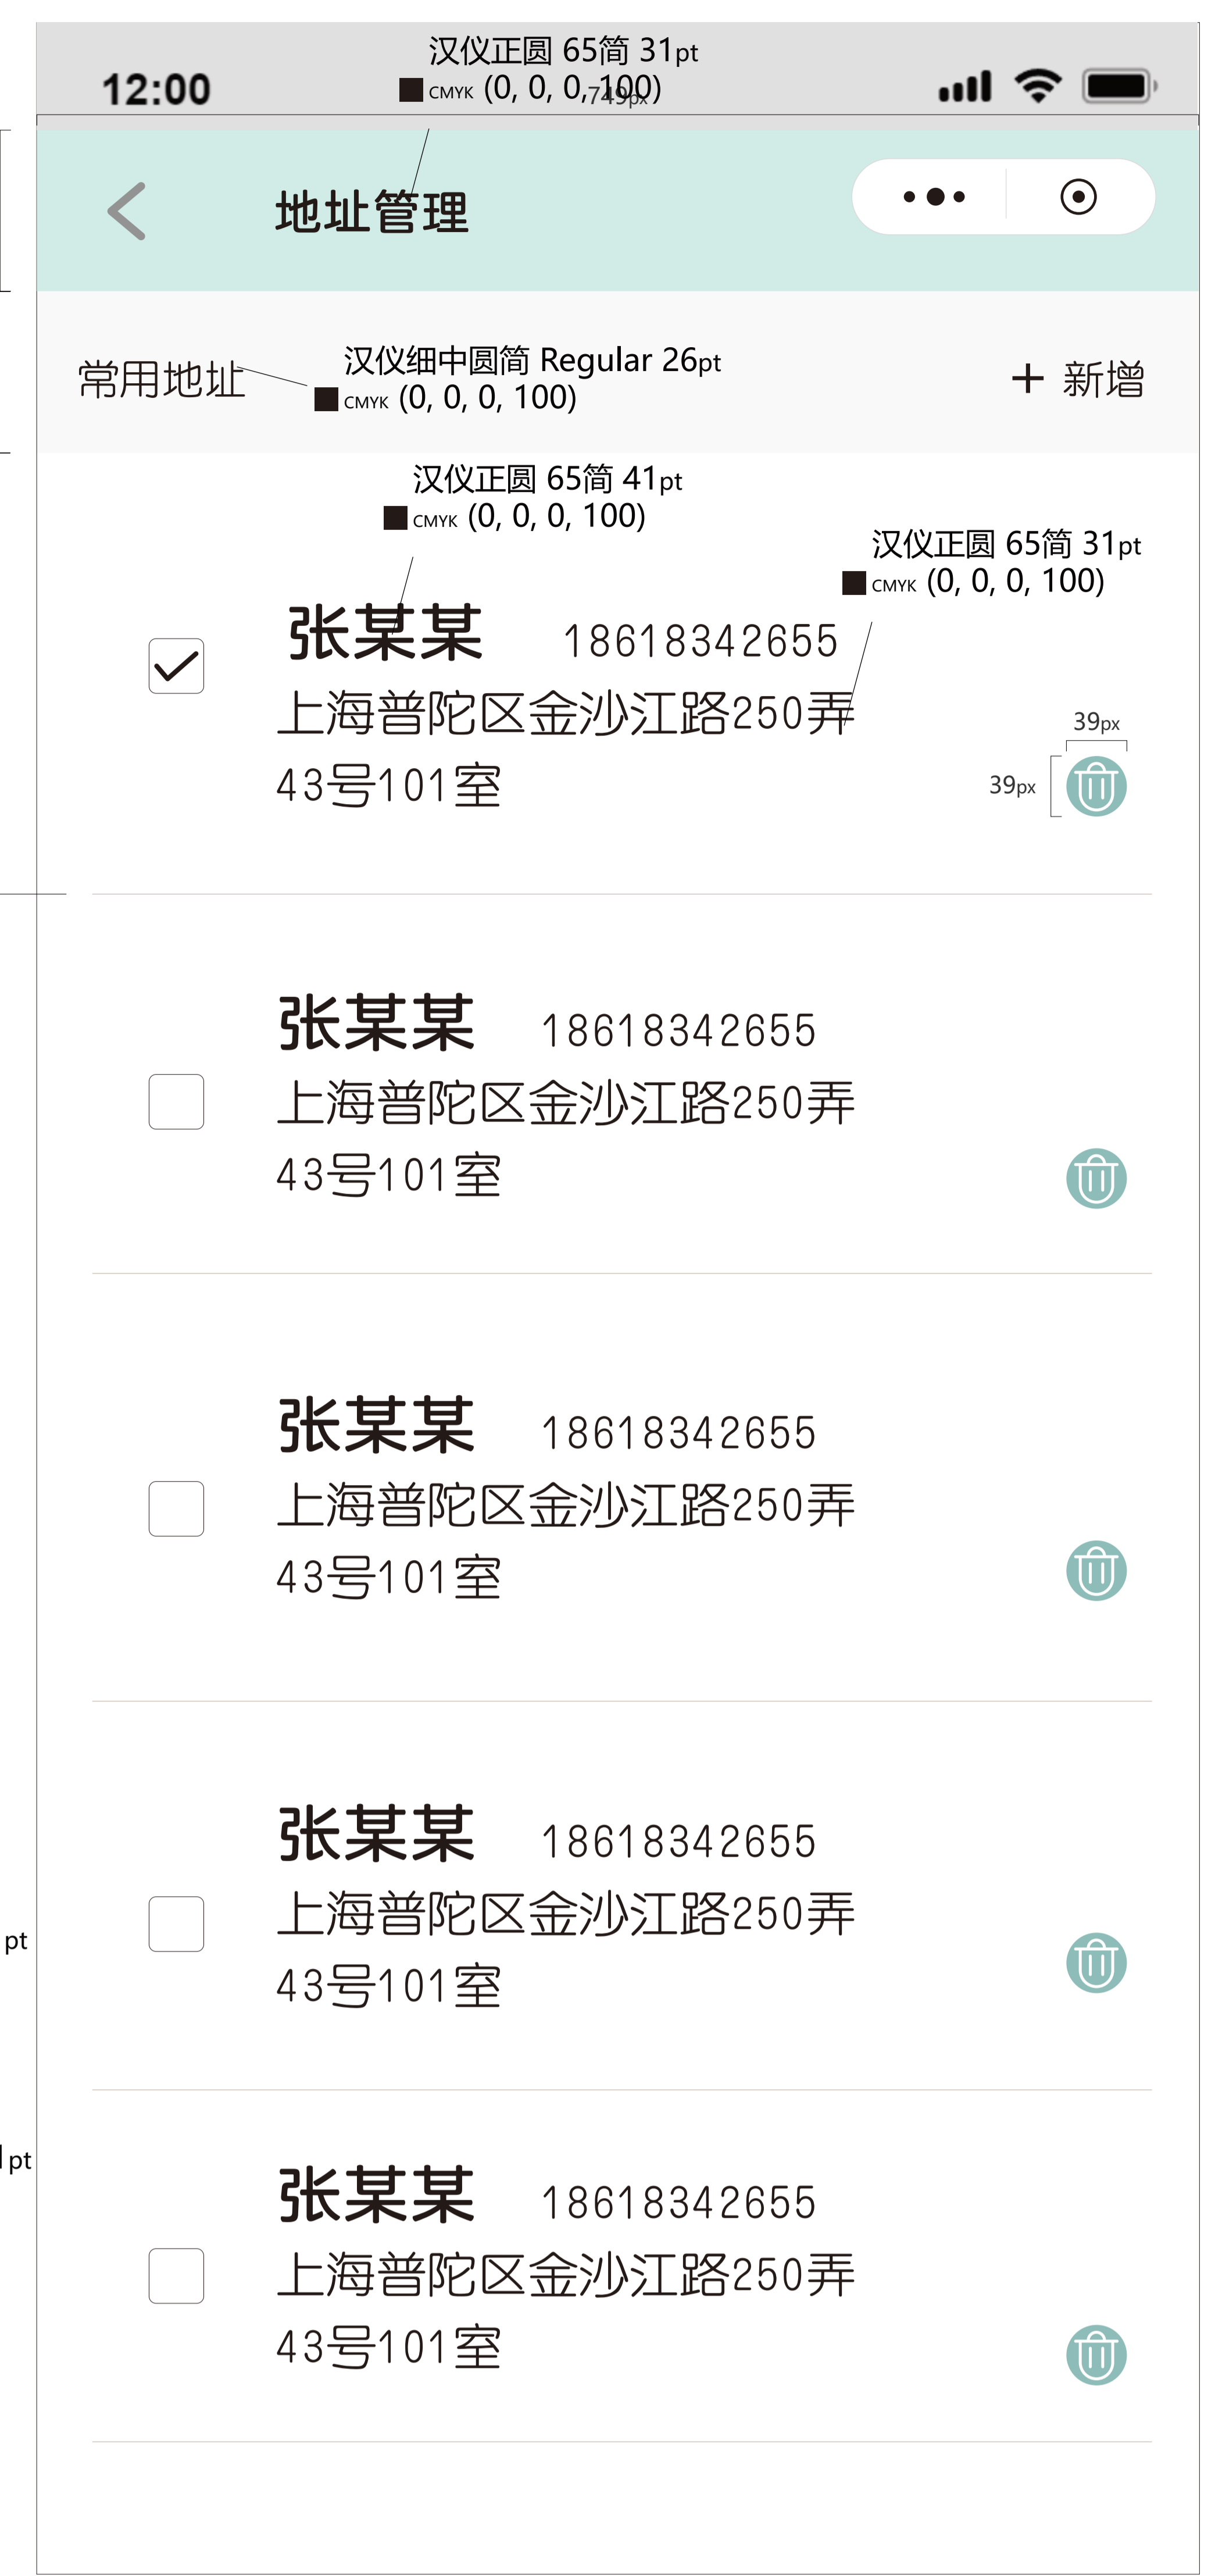 汉仪正圆 65简 31pt
12:00
CMYK (0, 0, 0, 100)
749px
地址管理
汉仪细中圆简 Regular 26pt
常用地址
CMYK (0, 0, 0, 100)
+ 新增
汉仪正圆 65简 41pt
CMYK (0, 0, 0, 100)
汉仪正圆 65简 31pt
CMYK (0, 0, 0, 100)
张某某 18618342655
上海普陀区金沙江路250弄
39px
43号101室
39px
张某某 18618342655
上海普陀区金沙江路250弄
43号101室
张某某 18618342655
上海普陀区金沙江路250弄
43号101室
张某某 18618342655
上海普陀区金沙江路250弄
pt
43号101室
pt
张某某 18618342655
上海普陀区金沙江路250弄
43号101室